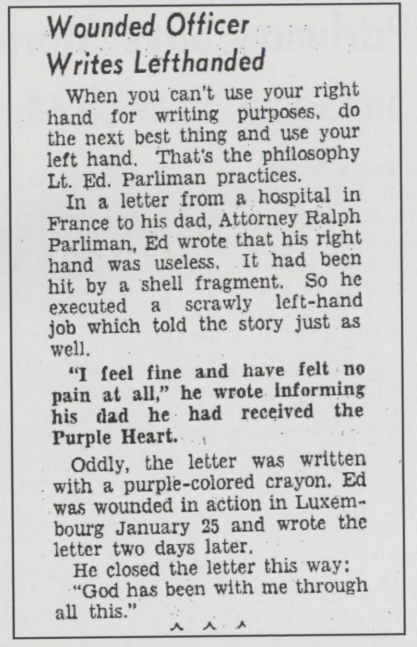 Wounded Officer
Writes Lefthanded
When you can't use your right
hand for writing purposes, do
the next best thing and use your
left hand. That's the philosophy
Lt. Ed. Parliman practices.
In a letter from a hospital in
France to his dad, Attorney Ralph
Parliman, Ed wrote that his right
hand was useless. It had been
hit by a shell fragment. So he
executed a scrawly left-hand
job which told the story just as
well.
"I feel fine and have felt no
pain at all," he wrote informing
his dad he had received the
Purple Heart.
Oddly, the letter was written
with a purple-colored crayon. Ed
was wounded in action in Luxem-
bourg January 25 and wrote the
letter two days later.
He closed the letter this way:
"God has been with me through
all this."